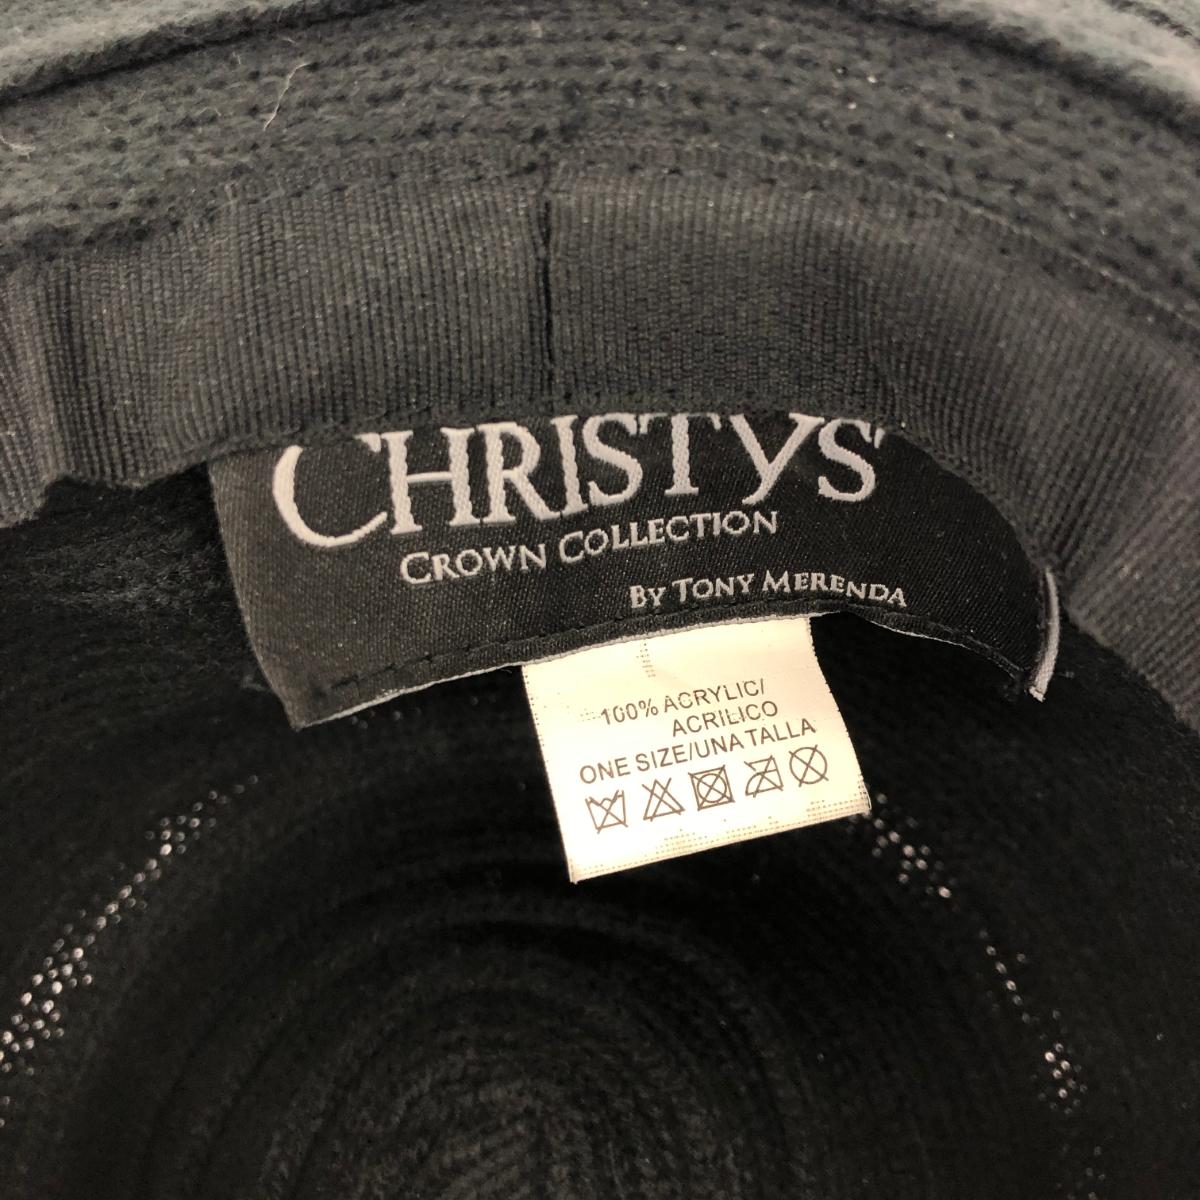 CHRISTYS'
CROWN COLLECTION
BY TONY MERENDA
100% ACRYLIC/
ACRILICO
ONE SIZE/UNA TALLA